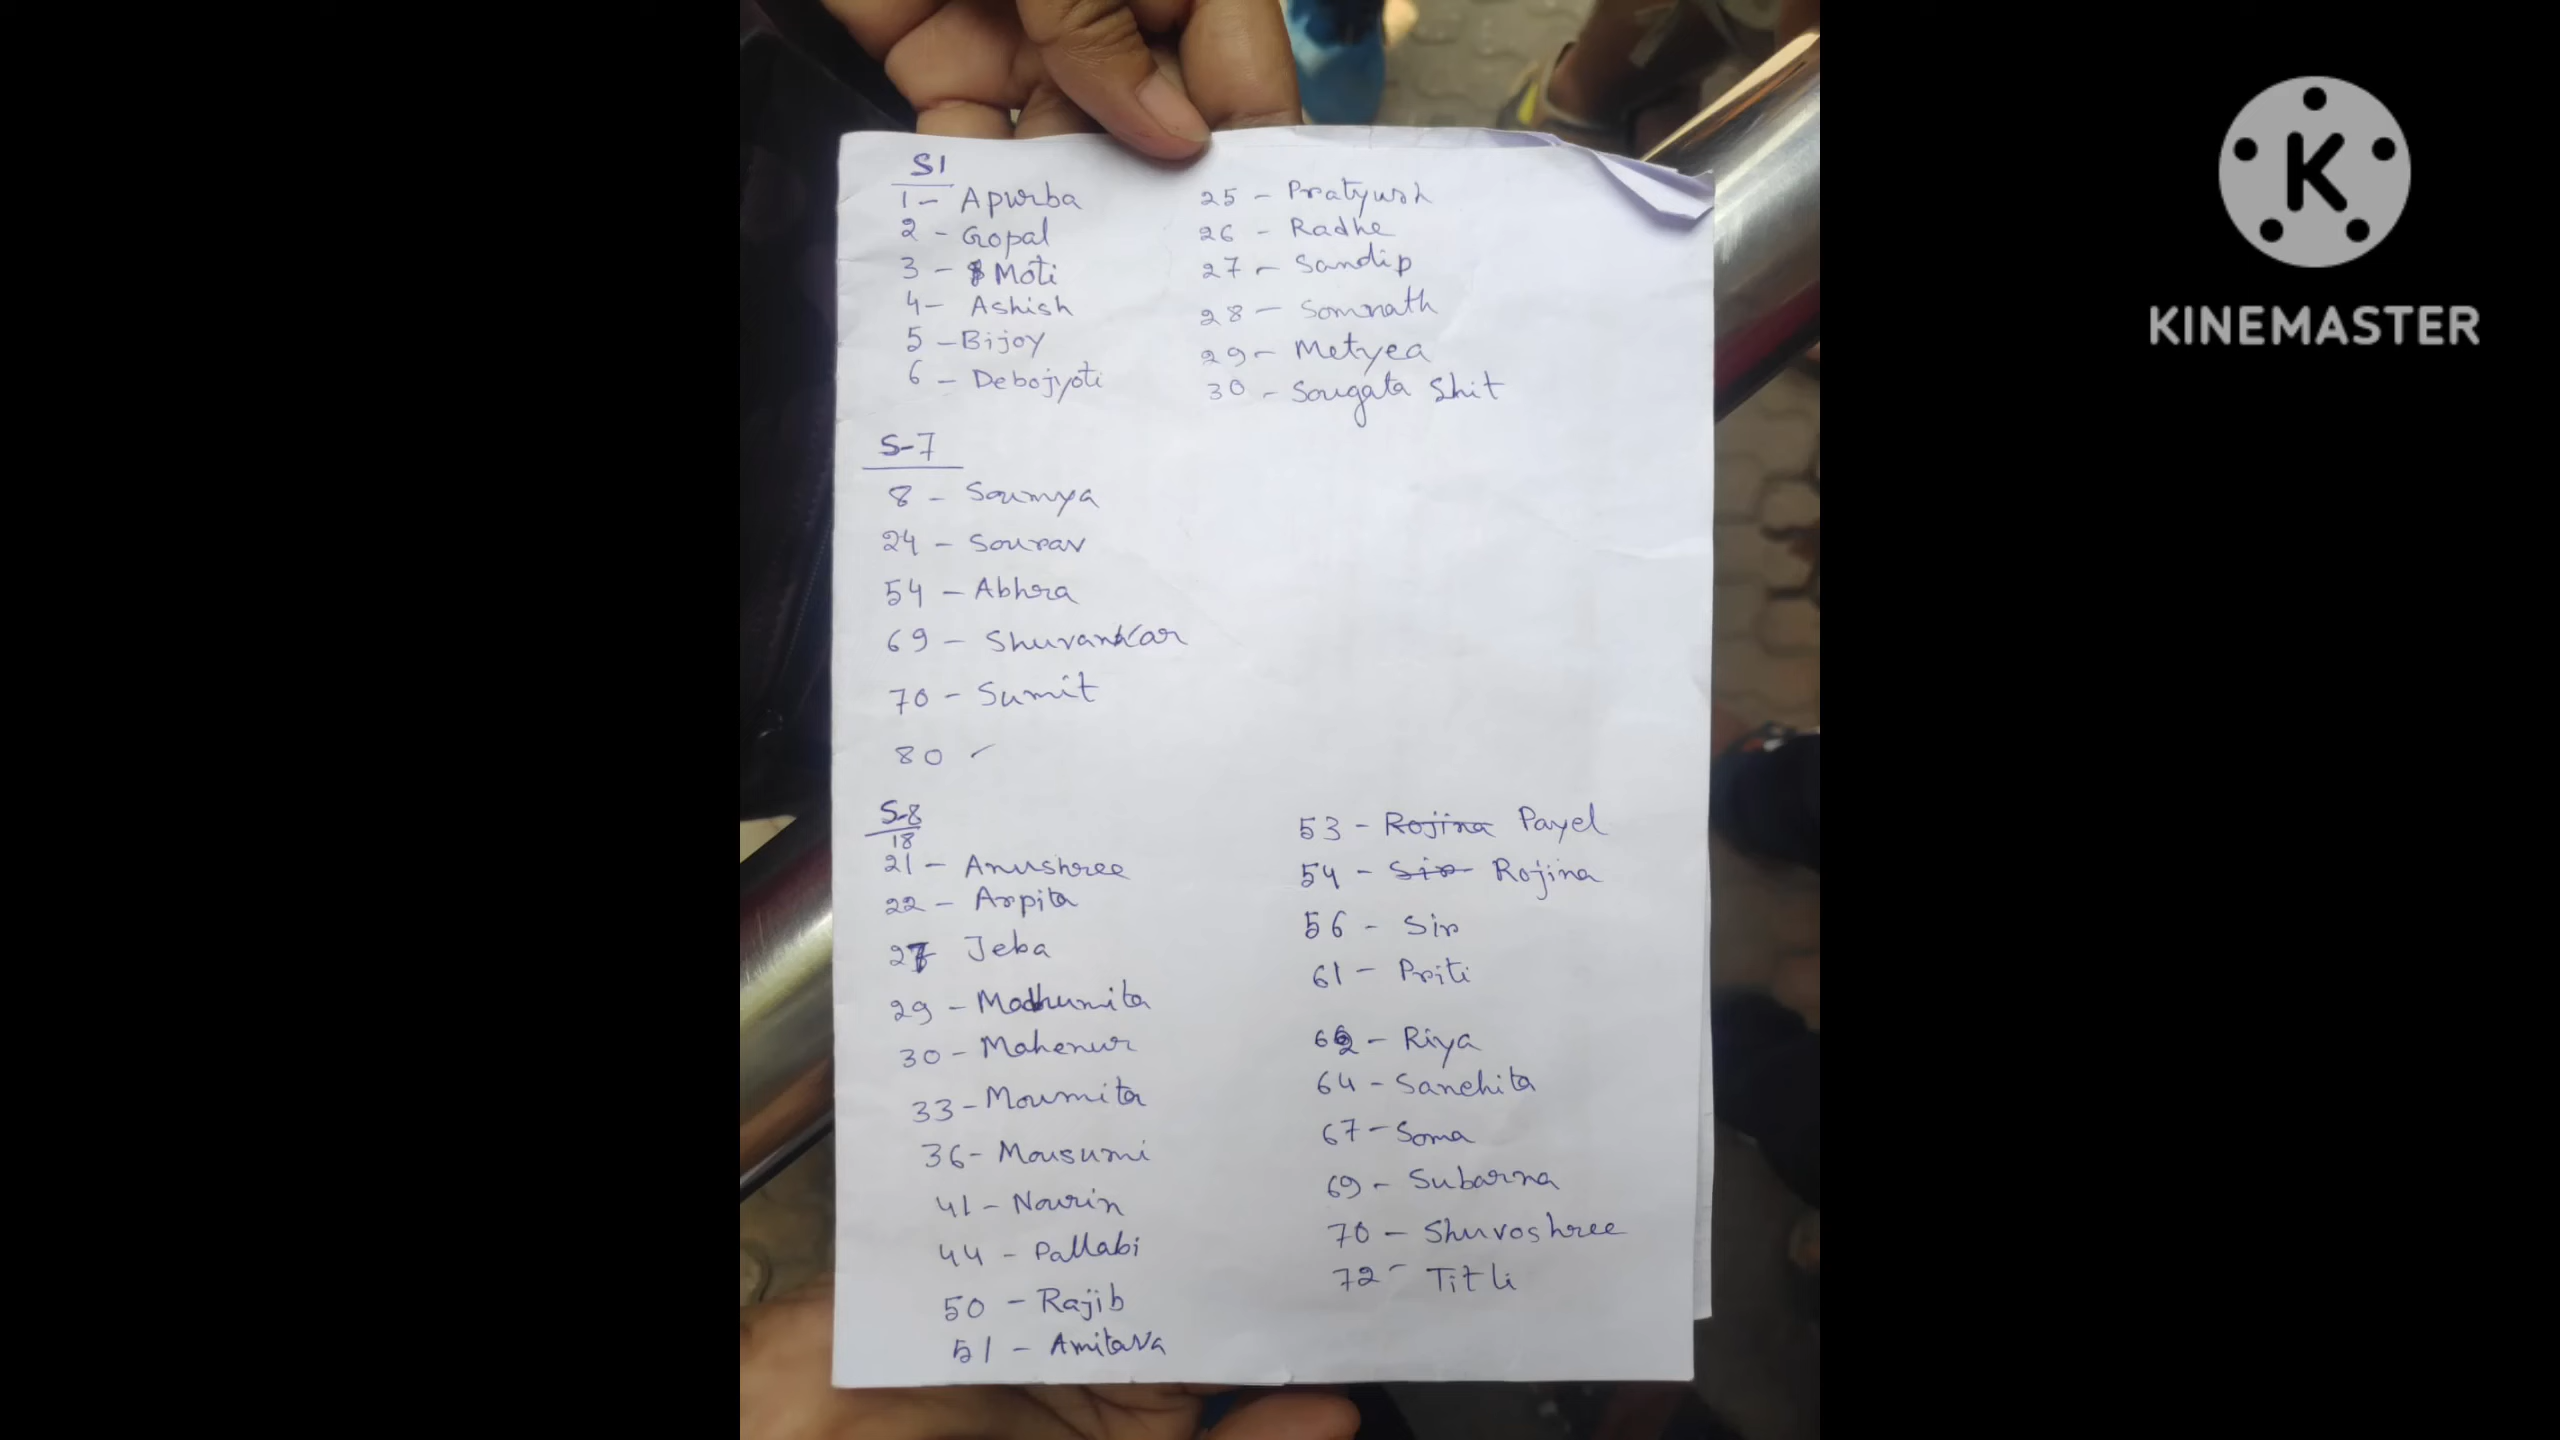 S1
1 - Apurba
2 - Gopal
3 - Moti
4 - Ashish
5 - Bijoy
6 - Debojyoti
25 - Pratyush
26 - Radhe
27 - Sandip
28 - Somnath
29 - Metyea
30 - Sougata Shit
S-7
8 - Soumya
24 - Sourav
54 - Abhra
69 - Shuvankar
70 - Sumit
80 -
S-8
18
21 - Anushree
22 - Arpita
27 Jeba
29 - Madhumita
30 - Mahenur
33 - Moumita
36 - Mousumi
41 - Nourin
44 - Pallabi
50 - Rajib
51 - Amitava
53 - Rojina Payel
54 - Sir Rojina
56 - Sir
61 - Priti
62 - Riya
64 - Sanchita
67 - Soma
69 - Subarna
70 - Shuvoshree
72 - Titli
K
KINEMASTER